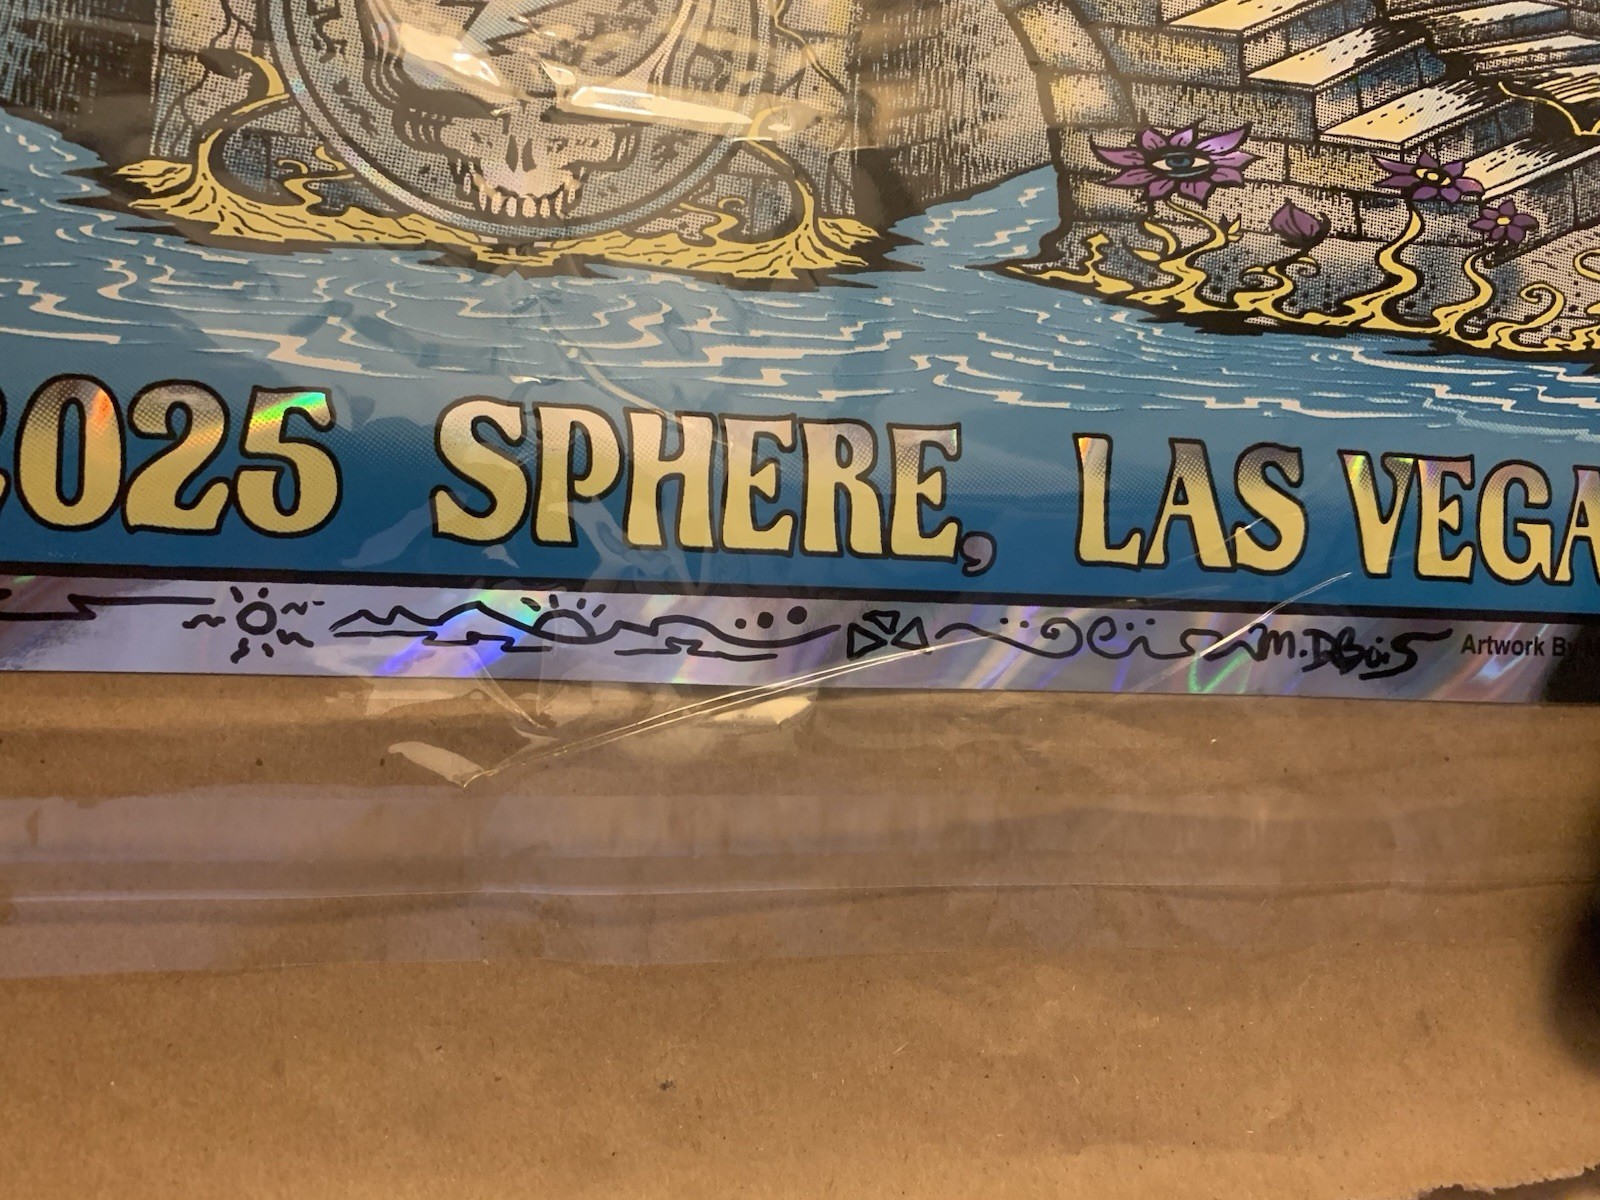 2025 SPHERE, LAS VEGA
M. DuBois Artwork By